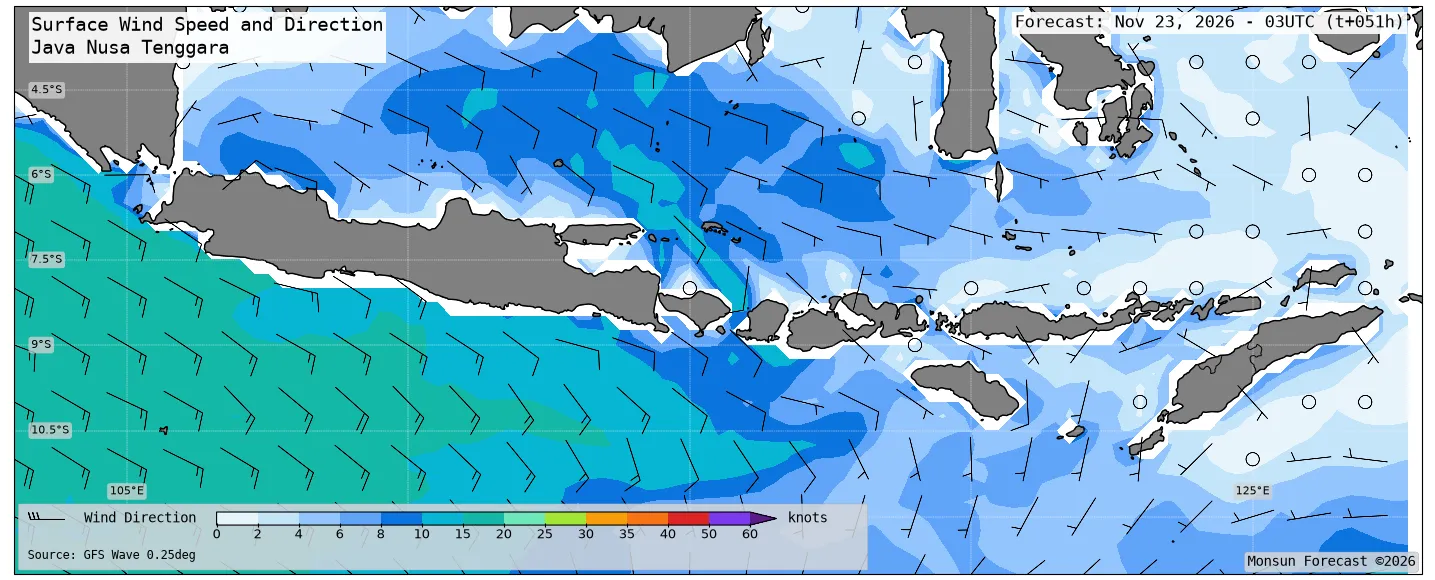 Surface Wind Speed and Direction
Java Nusa Tenggara
Forecast: Nov 23, 2026 - 03UTC (t+051h)
4.5°S
6°S
7.5°S
9°S
10.5°S
105°E
125°E
Wind Direction
0 2 4 6 8 10 15 20 25 30 35 40 50 60
knots
Source: GFS Wave 0.25deg
Monsun Forecast ©2026